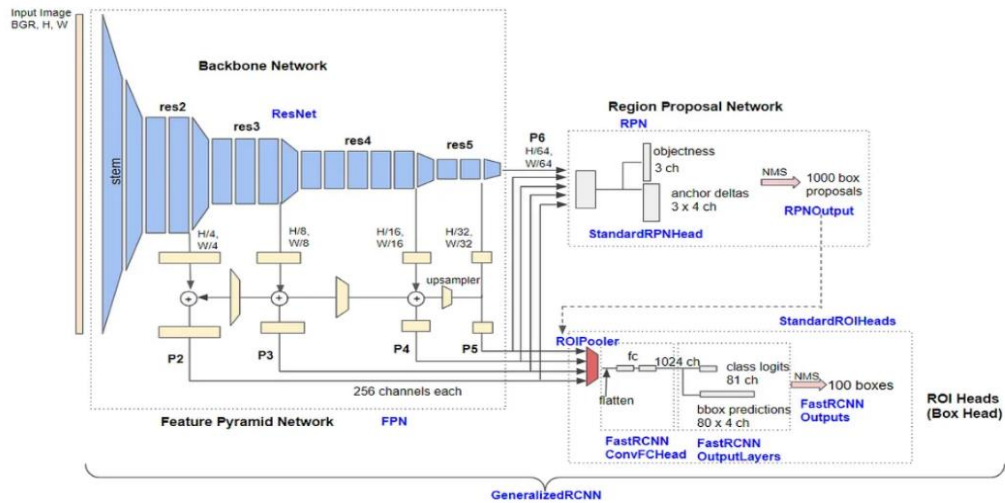 Input Image
BGR, H, W
Backbone Network
ResNet
stem
res2
res3
res4
res5
H/4,
W/4
H/8,
W/8
H/16,
W/16
H/32,
W/32
upsampler
P2
P3
P4
P5
256 channels each
Feature Pyramid Network
FPN
P6
H/64,
W/64
Region Proposal Network
RPN
objectness
3 ch
anchor deltas
3 x 4 ch
StandardRPNHead
NMS
1000 box
proposals
RPNOutput
StandardROIHeads
ROIPooler
flatten
fc
1024 ch
FastRCNN
ConvFCHead
class logits
81 ch
bbox predictions
80 x 4 ch
FastRCNN
OutputLayers
NMS
100 boxes
FastRCNN
Outputs
ROI Heads
(Box Head)
GeneralizedRCNN